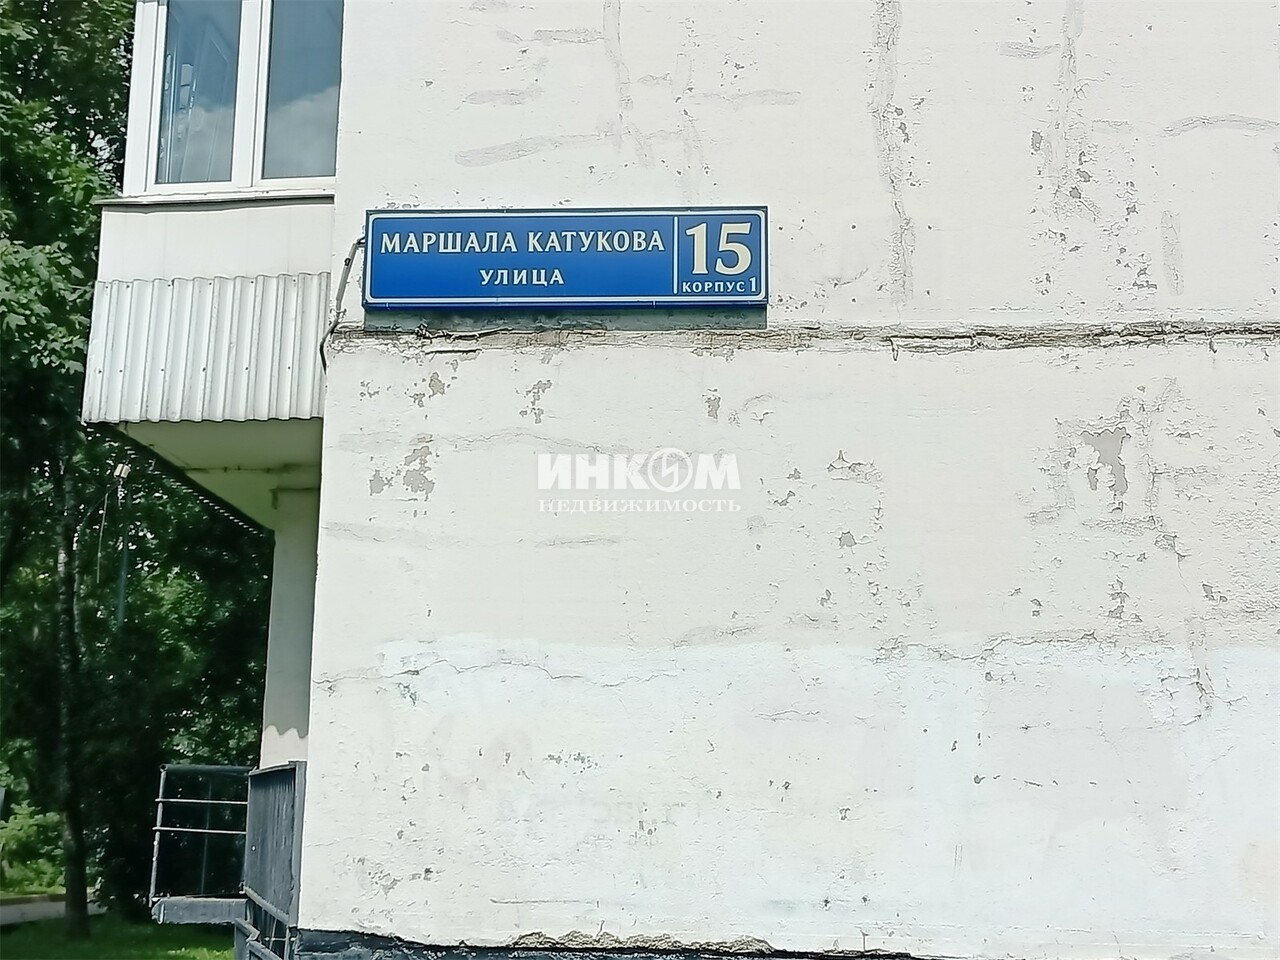 МАРШАЛА КАТУКОВА
УЛИЦА
15
КОРПУС 1
ИНКОМ
НЕДВИЖИМОСТЬ